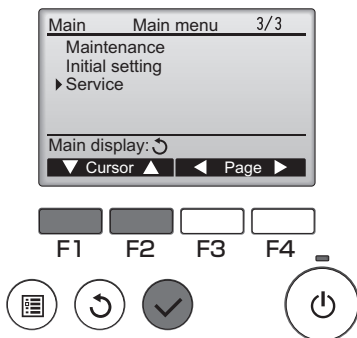 Main Main menu 3/3
Maintenance
Initial setting
Service
Main display:
Cursor Page
F1 F2 F3 F4